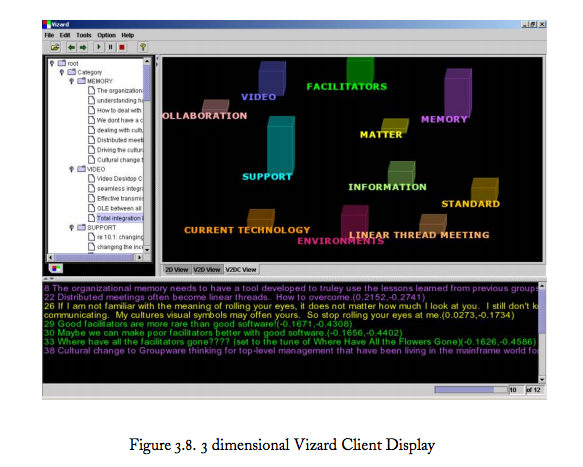 Vizard
File Edit Tools Option Help
root
Category
MEMORY
The organization
understanding h
How to deal with
We dont have a c
dealing with cultu
Distributed meeti
Driving the cultur
Cultural change t
VIDEO
Video Desktop C
seamless integra
Effective transmi
OLE between all
Total integration
SUPPORT
re 10,1: changing
changing the inc
VIDEO
FACILITATORS
OLLABORATION
MEMORY
MATTER
SUPPORT
INFORMATION
STANDARD
CURRENT TECHNOLOGY
ENVIRONMENTS
LINEAR THREAD MEETING
2D View V2D View V2DC View
8 The organizational memory needs to have a tool developed to truley use the lessons learned from previous groups
22 Distributed meetings often become linear threads. How to overcome.(0.2152,-0.2741)
26 If I am not familiar with the meaning of rolling your eyes, it does not matter how much I look at you. I still don't k
communicating. My cultures visual symbols may offen yours. So stop rolling your eyes at me.(0.0273,-0.1734)
29 Good facilitators are more rare than good software!(-0.1671,-0.4308)
30 Maybe we can make poor facilitators better with good software.(-0.1656,-0.4402)
33 Where have all the facilitators gone???? (set to the tune of Where Have All the Flowers Gone)(-0.1626,-0.4586)
38 Cultural change to Groupware thinking for top-level management that have been living in the mainframe world fo
10 of 12
Figure 3.8. 3 dimensional Vizard Client Display